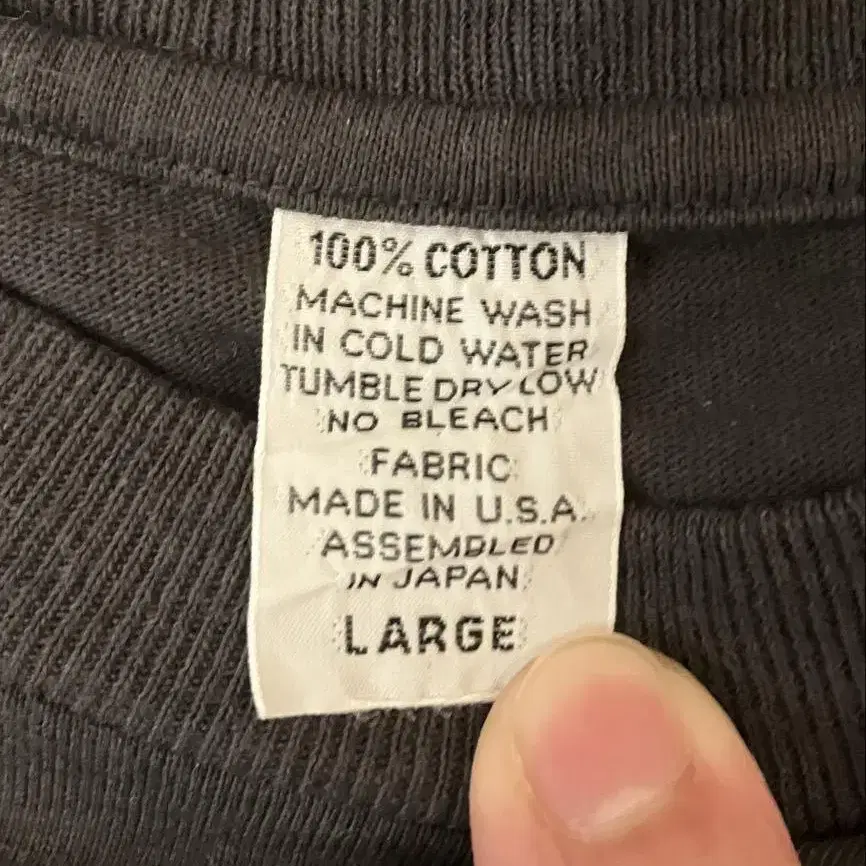 100% COTTON
MACHINE WASH
IN COLD WATER
TUMBLE DRY LOW
NO BLEACH
FABRIC
MADE IN U.S.A.
ASSEMBLED
IN JAPAN
LARGE